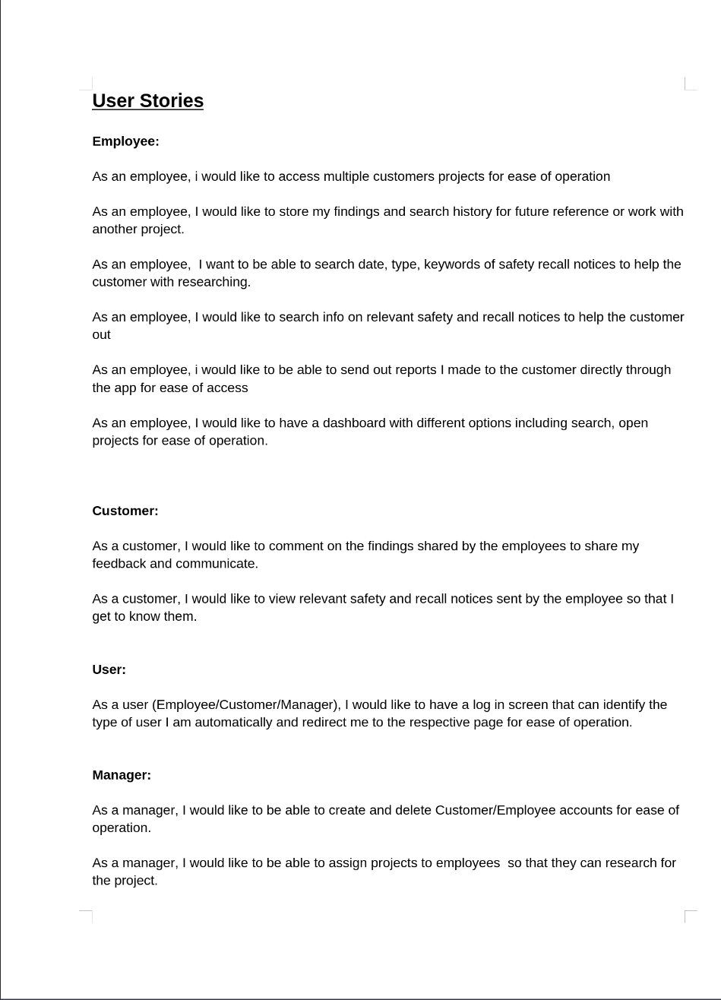 User Stories
Employee:
As an employee, i would like to access multiple customers projects for ease of operation
As an employee, I would like to store my findings and search history for future reference or work with
another project.
As an employee,  I want to be able to search date, type, keywords of safety recall notices to help the
customer with researching.
As an employee, I would like to search info on relevant safety and recall notices to help the customer
out
As an employee, i would like to be able to send out reports I made to the customer directly through
the app for ease of access
As an employee, I would like to have a dashboard with different options including search, open
projects for ease of operation.
Customer:
As a customer, I would like to comment on the findings shared by the employees to share my
feedback and communicate.
As a customer, I would like to view relevant safety and recall notices sent by the employee so that I
get to know them.
User:
As a user (Employee/Customer/Manager), I would like to have a log in screen that can identify the
type of user I am automatically and redirect me to the respective page for ease of operation.
Manager:
As a manager, I would like to be able to create and delete Customer/Employee accounts for ease of
operation.
As a manager, I would like to be able to assign projects to employees  so that they can research for
the project.